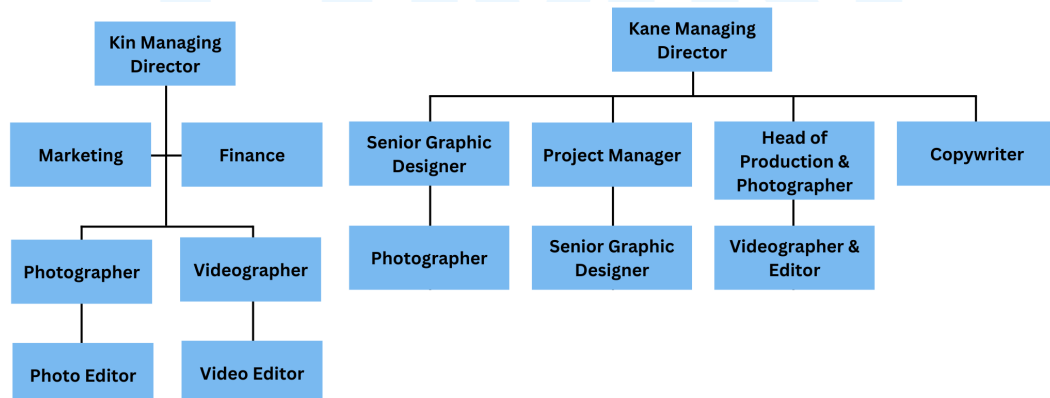 Kin Managing
Director
Marketing
Finance
Photographer
Videographer
Photo Editor
Video Editor
Kane Managing
Director
Senior Graphic
Designer
Project Manager
Head of
Production &
Photographer
Copywriter
Photographer
Senior Graphic
Designer
Videographer &
Editor